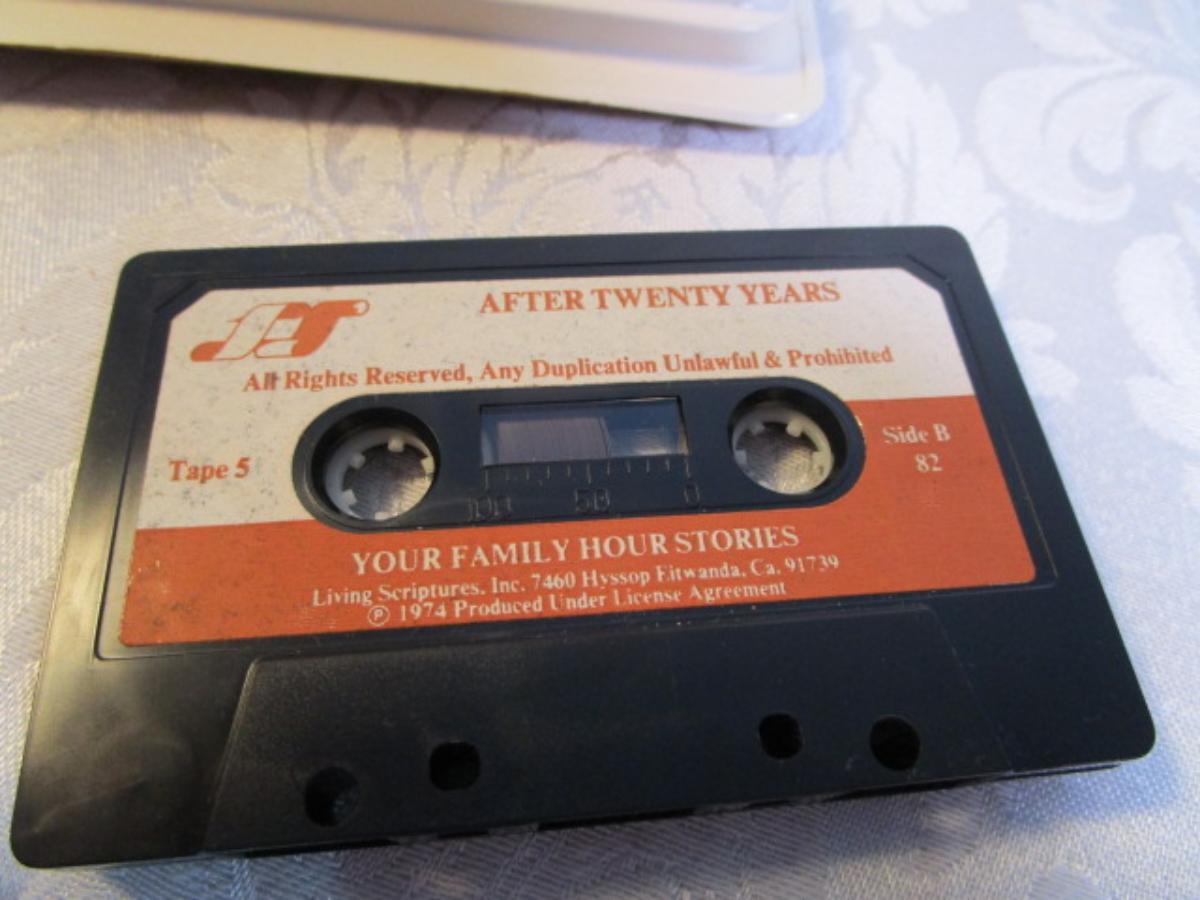 AFTER TWENTY YEARS
All Rights Reserved, Any Duplication Unlawful & Prohibited
Tape 5
Side B
82
100 50 0
YOUR FAMILY HOUR STORIES
Living Scriptures, Inc. 7460 Hyssop Eitwanda, Ca. 91739
Ⓟ 1974 Produced Under License Agreement